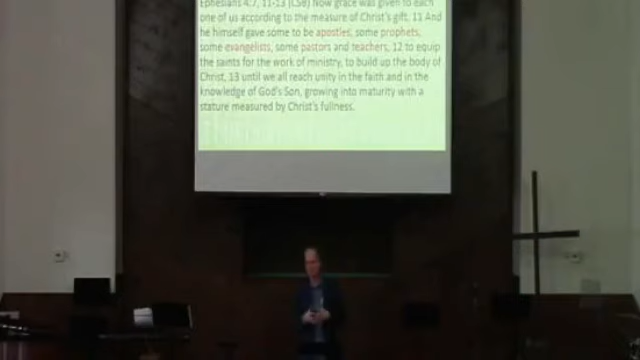 Ephesians 4:7, 11-13 (CSB) Now grace was given to each
one of us according to the measure of Christ's gift. 11 And
he himself gave some to be apostles, some prophets,
some evangelists, some pastors and teachers, 12 to equip
the saints for the work of ministry, to build up the body of
Christ, 13 until we all reach unity in the faith and in the
knowledge of God's Son, growing into maturity with a
stature measured by Christ's fullness.